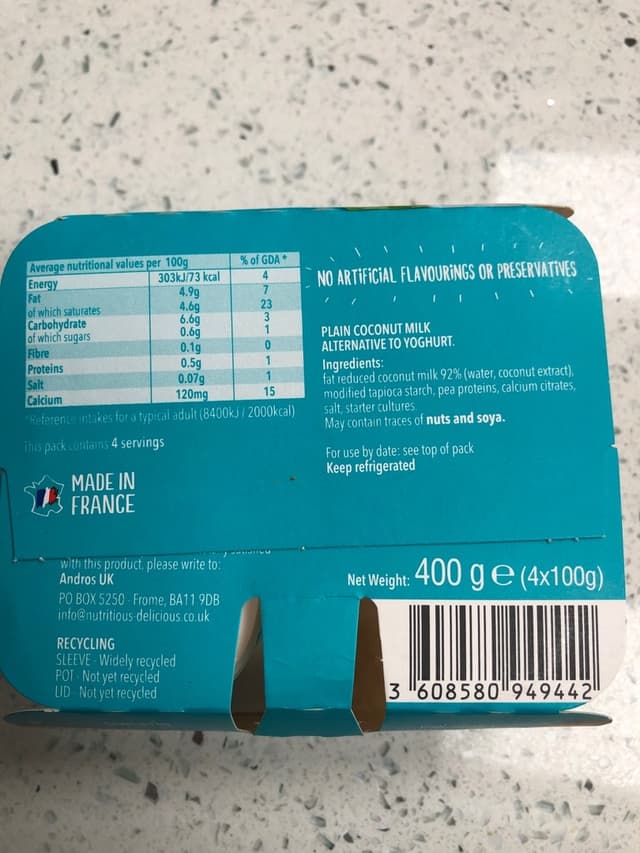 Average nutritional values per 100g % of GDA *
Energy 303kJ/73 kcal 4
Fat 4.9g 7
of which saturates 4.6g 23
Carbohydrate 6.6g 3
of which sugars 0.6g 1
Fibre 0.1g 0
Proteins 0.5g 1
Salt 0.07g 1
Calcium 120mg 15
*Reference intakes for a typical adult (8400kJ / 2000kcal)
This pack contains 4 servings
MADE IN
FRANCE
NO ARTIFICIAL FLAVOURINGS OR PRESERVATIVES
PLAIN COCONUT MILK
ALTERNATIVE TO YOGHURT.
Ingredients:
fat reduced coconut milk 92% (water, coconut extract),
modified tapioca starch, pea proteins, calcium citrates,
salt, starter cultures.
May contain traces of nuts and soya.
For use by date: see top of pack
Keep refrigerated
with this product, please write to:
Andros UK
PO BOX 5250 - Frome, BA11 9DB
info@nutritious-delicious.co.uk
RECYCLING
SLEEVE - Widely recycled
POT - Not yet recycled
LID - Not yet recycled
Net Weight: 400 g e (4x100g)
3 608580 949442